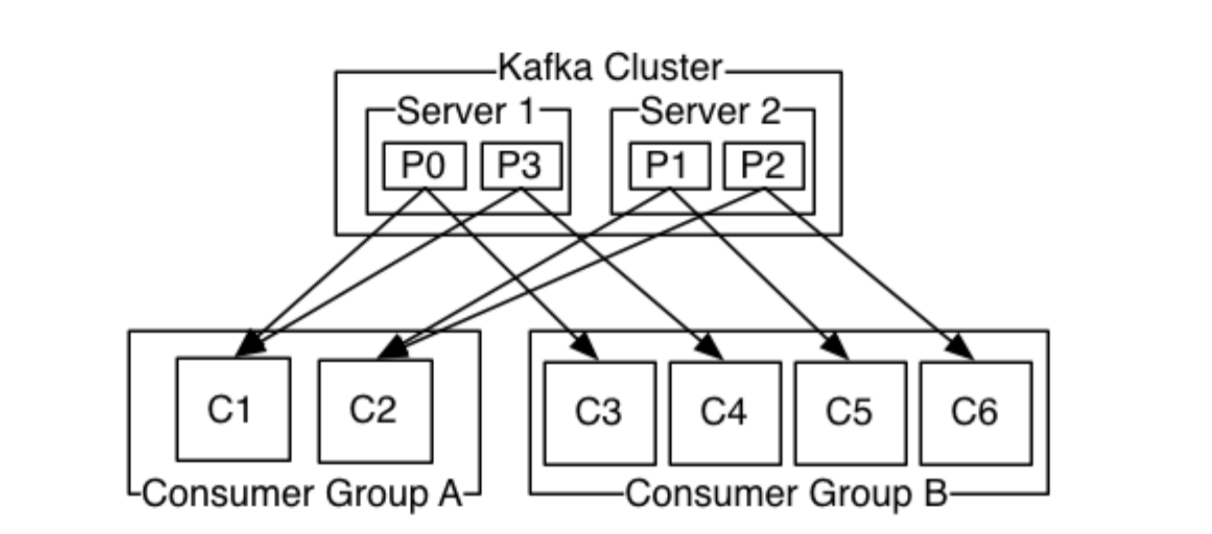 Kafka Cluster
Server 1
Server 2
P0
P3
P1
P2
C1
C2
C3
C4
C5
C6
Consumer Group A
Consumer Group B